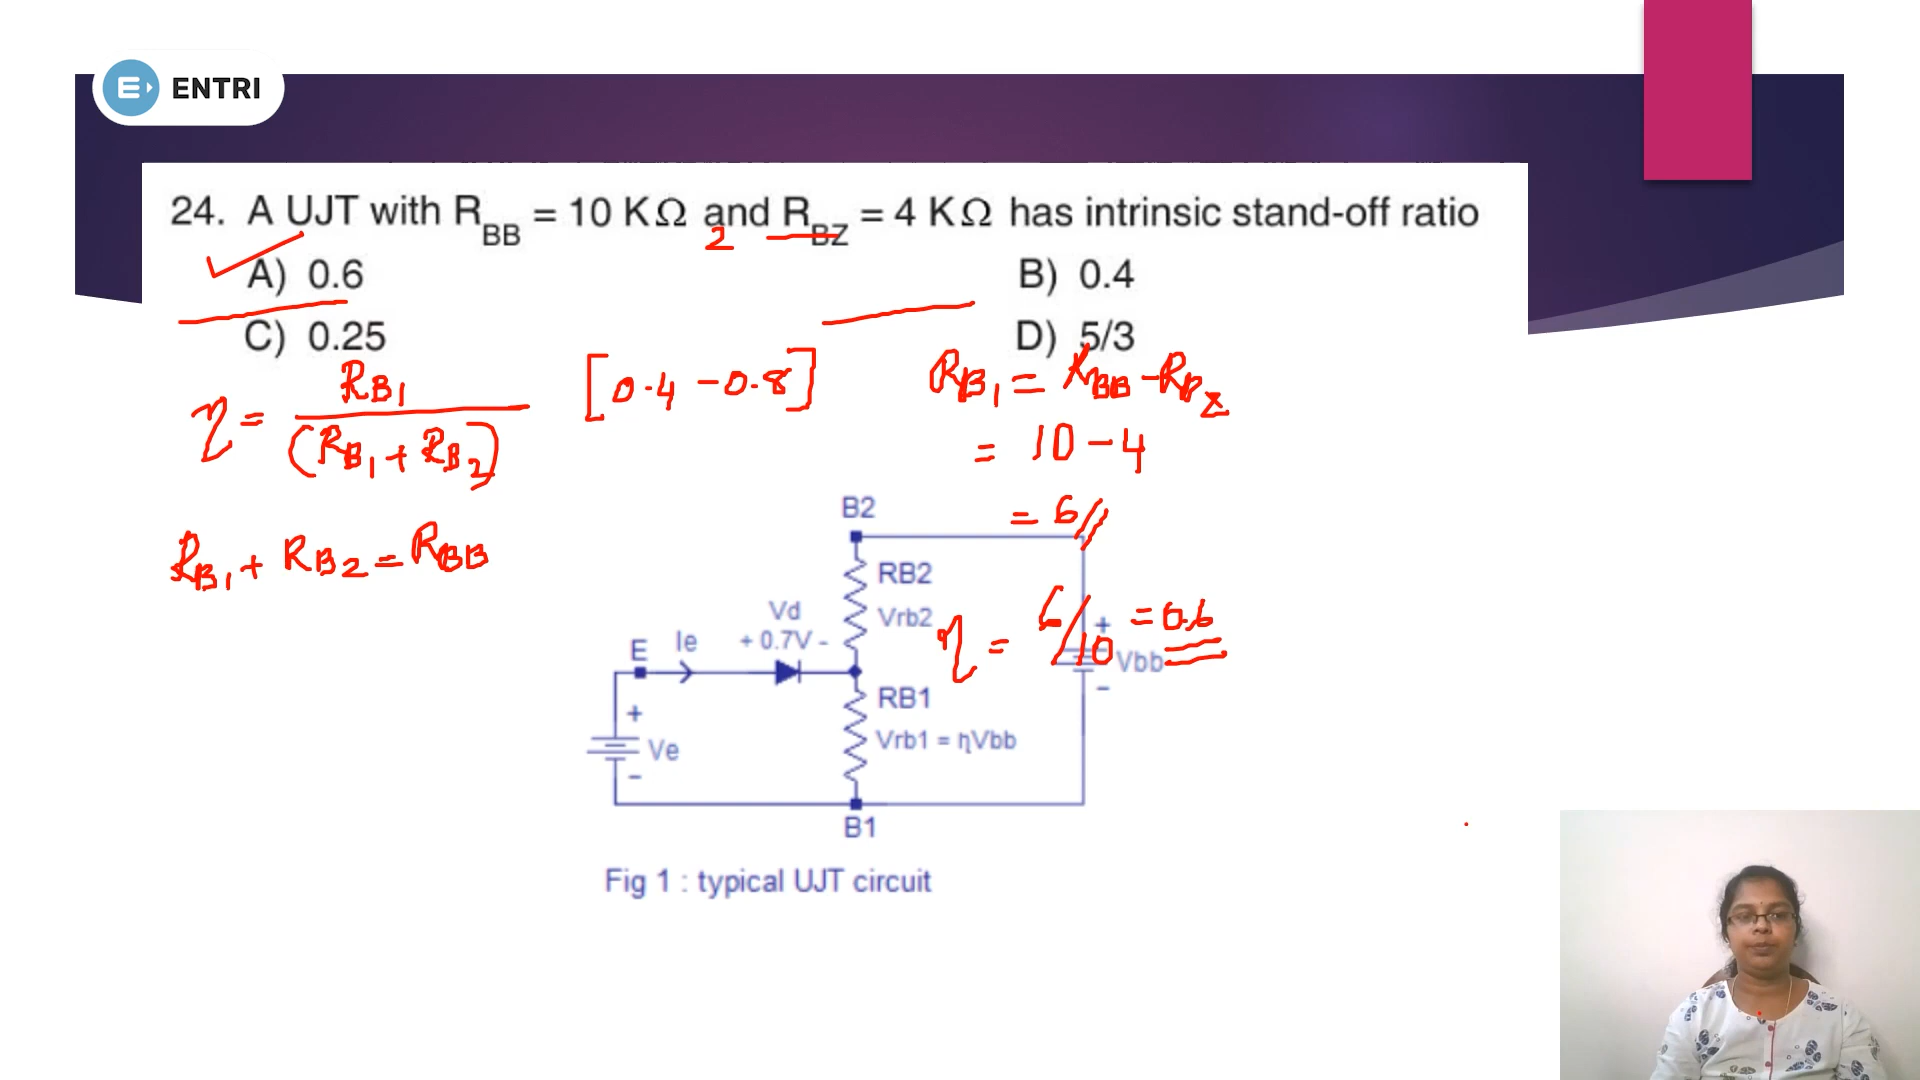 ENTRI
24. A UJT with R_BB = 10 KΩ and R_BZ = 4 KΩ has intrinsic stand-off ratio
2
A) 0.6
B) 0.4
C) 0.25
D) 5/3
η = R_B1 / (R_B1 + R_B2)
[0.4 - 0.8]
R_B1 = R_BB - R_B2
= 10 - 4
= 6
R_B1 + R_B2 = R_BB
B2
RB2
Vrb2
η = 6/10 = 0.6
Vd
+ 0.7V -
E
Ie
+
Vbb
-
RB1
Vrb1 = ηVbb
+
Ve
-
B1
Fig 1 : typical UJT circuit